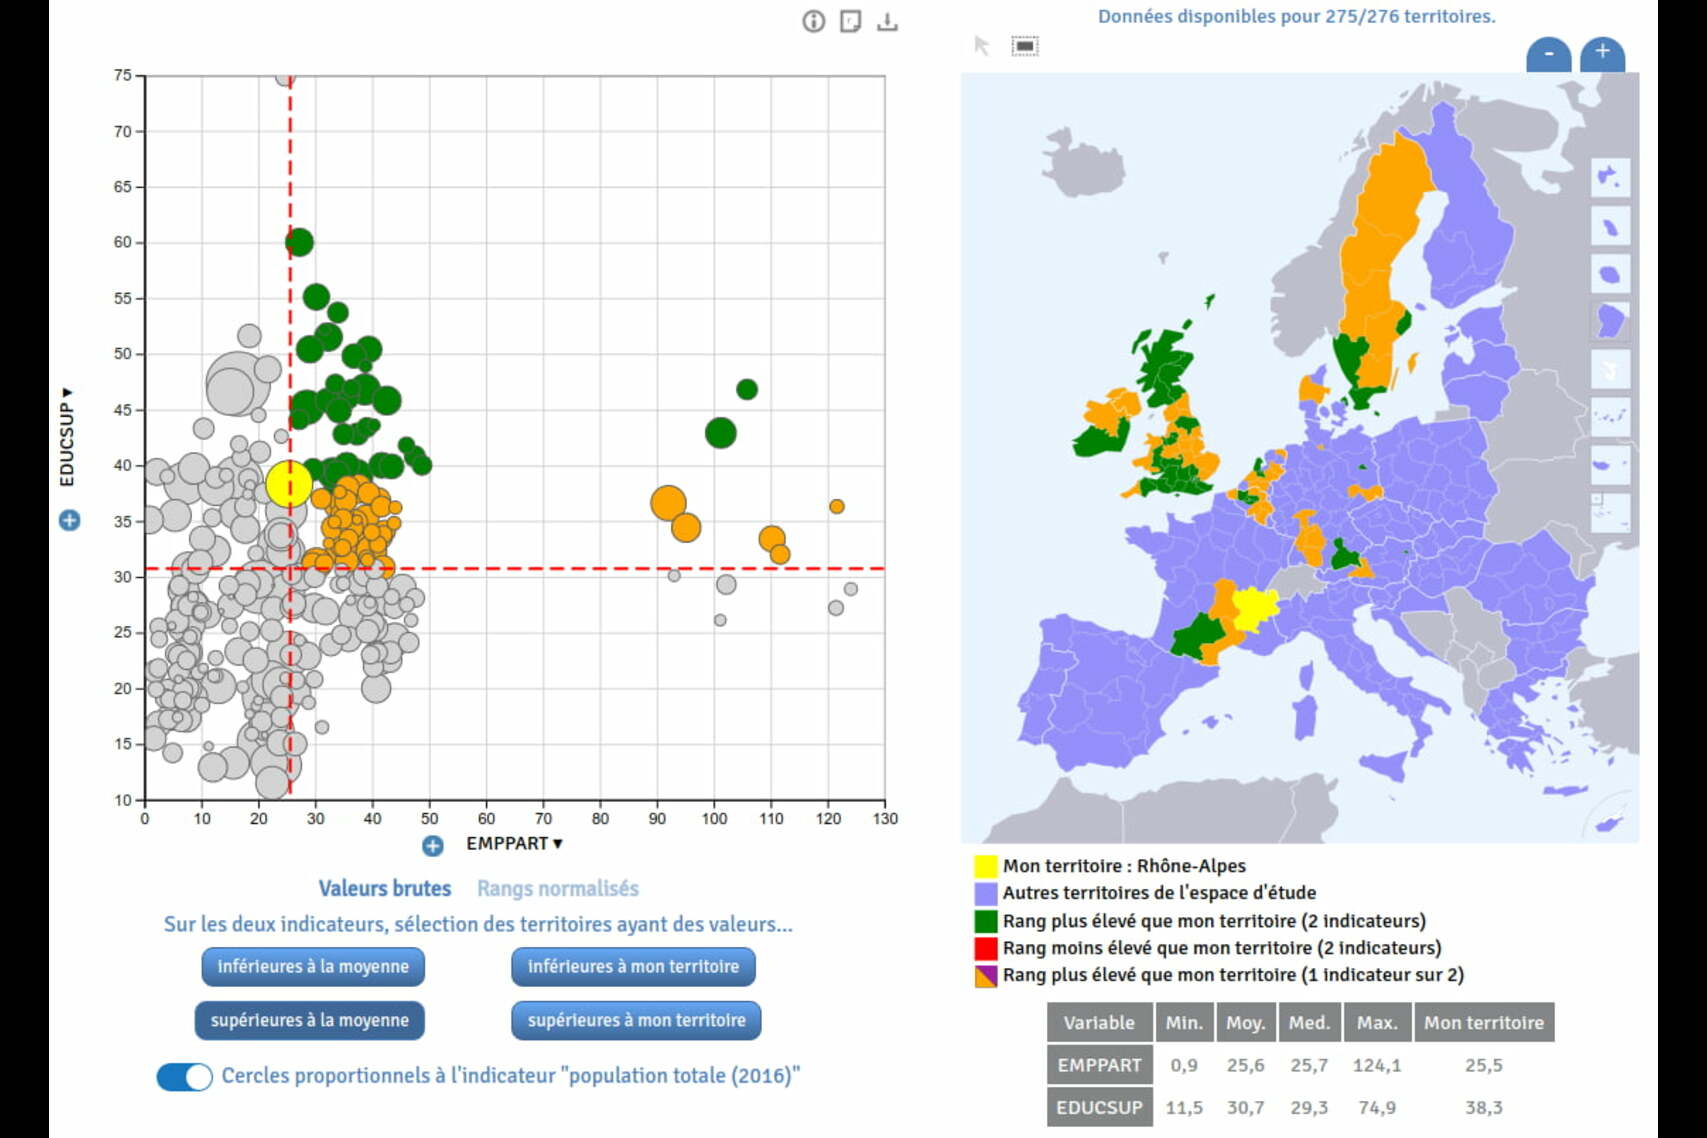 Données disponibles pour 275/276 territoires.
- +
75
70
65
60
55
50
45
40
35
30
25
20
15
10
EDUCSUP ▾
0 10 20 30 40 50 60 70 80 90 100 110 120 130
EMPPART ▾
Valeurs brutes Rangs normalisés
Sur les deux indicateurs, sélection des territoires ayant des valeurs...
inférieures à la moyenne inférieures à mon territoire
supérieures à la moyenne supérieures à mon territoire
Cercles proportionnels à l'indicateur "population totale (2016)"
Mon territoire : Rhône-Alpes
Autres territoires de l'espace d'étude
Rang plus élevé que mon territoire (2 indicateurs)
Rang moins élevé que mon territoire (2 indicateurs)
Rang plus élevé que mon territoire (1 indicateur sur 2)
Variable Min. Moy. Med. Max. Mon territoire
EMPPART 0,9 25,6 25,7 124,1 25,5
EDUCSUP 11,5 30,7 29,3 74,9 38,3